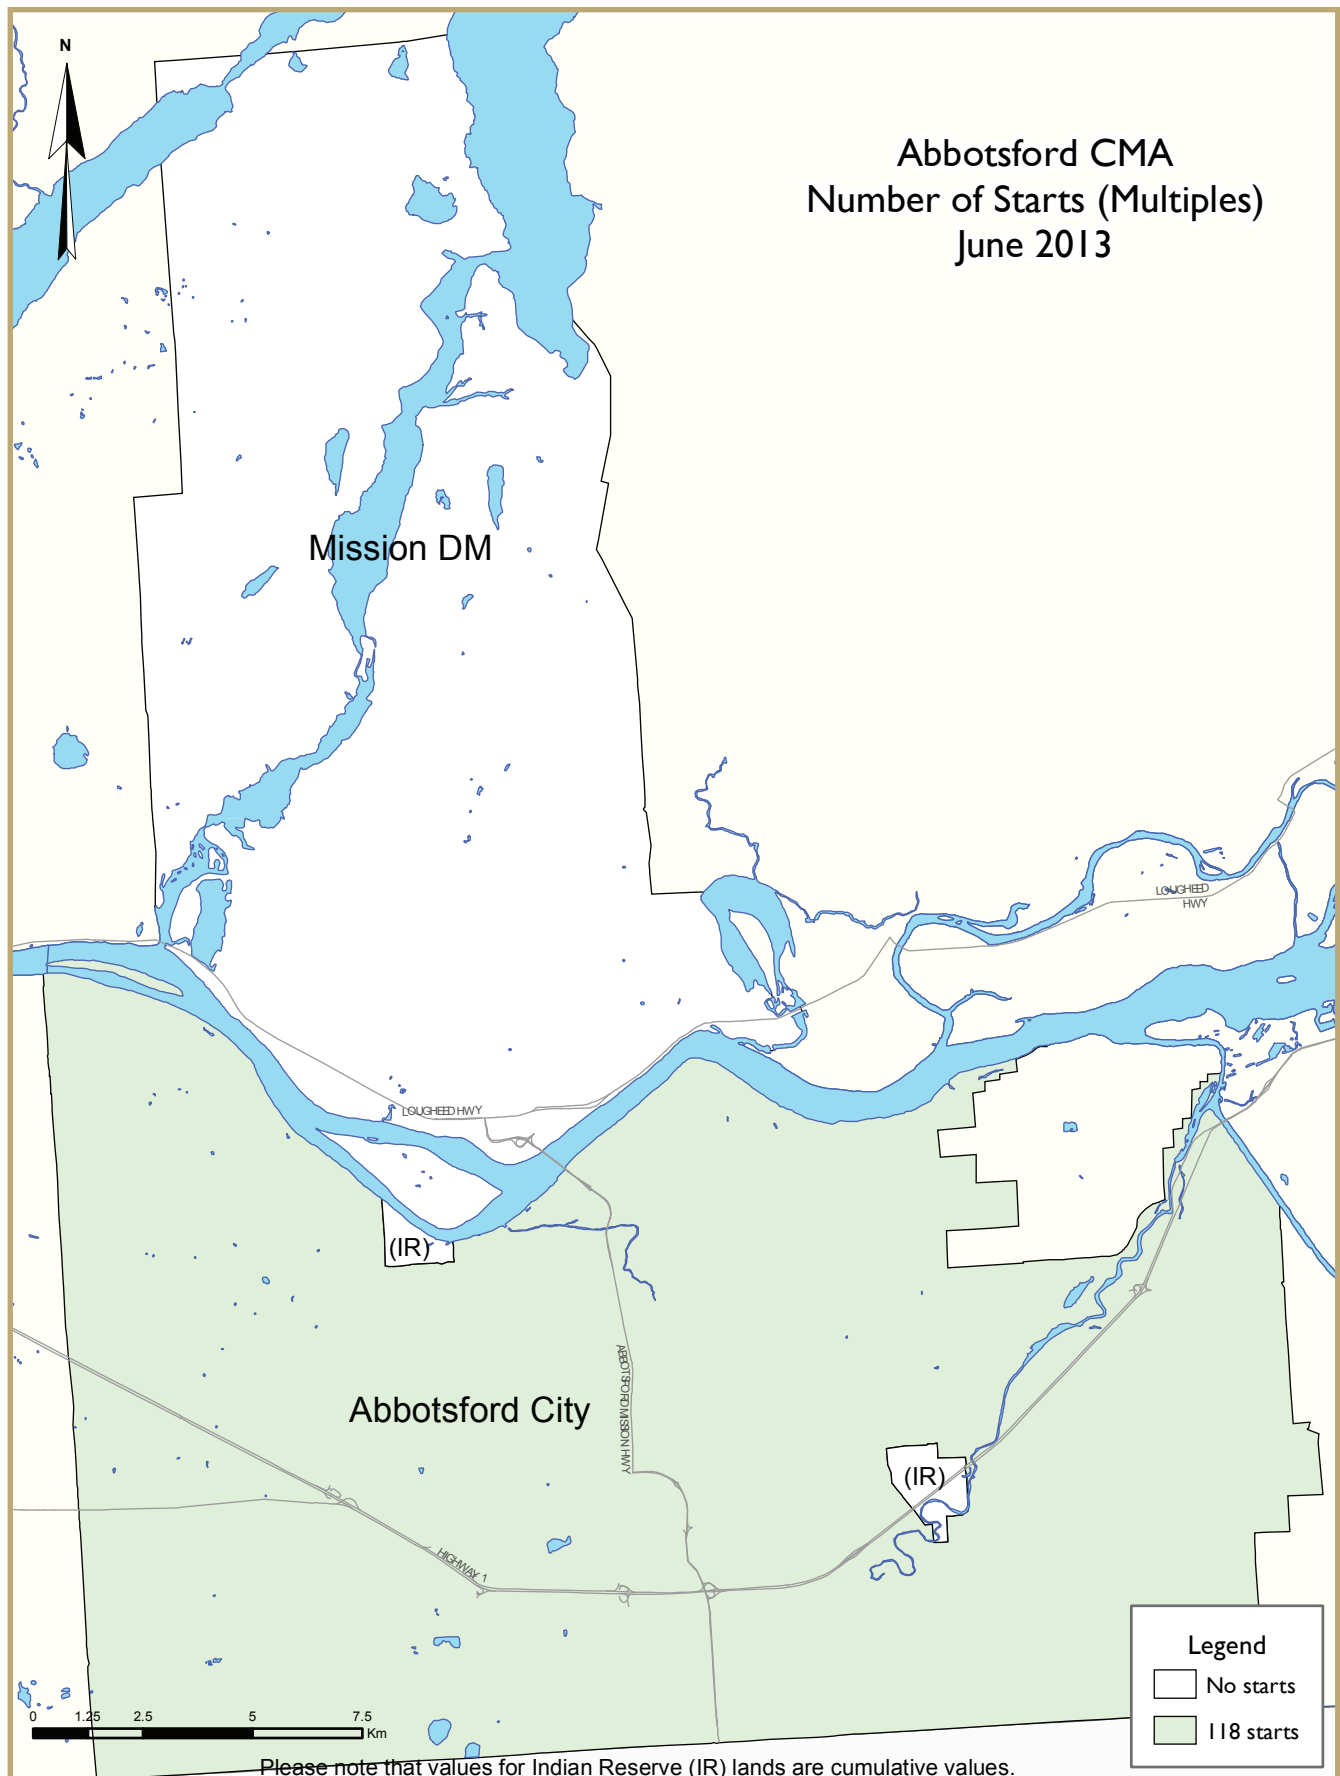 N
Abbotsford CMA
Number of Starts (Multiples)
June 2013
Mission DM
LOUGHEED
HWY
LOUGHEED HWY
(IR)
ABBOTSFORD MISSION HWY
Abbotsford City
(IR)
HIGHWAY 1
Legend
No starts
118 starts
0 1.25 2.5 5 7.5
Km
Please note that values for Indian Reserve (IR) lands are cumulative values.